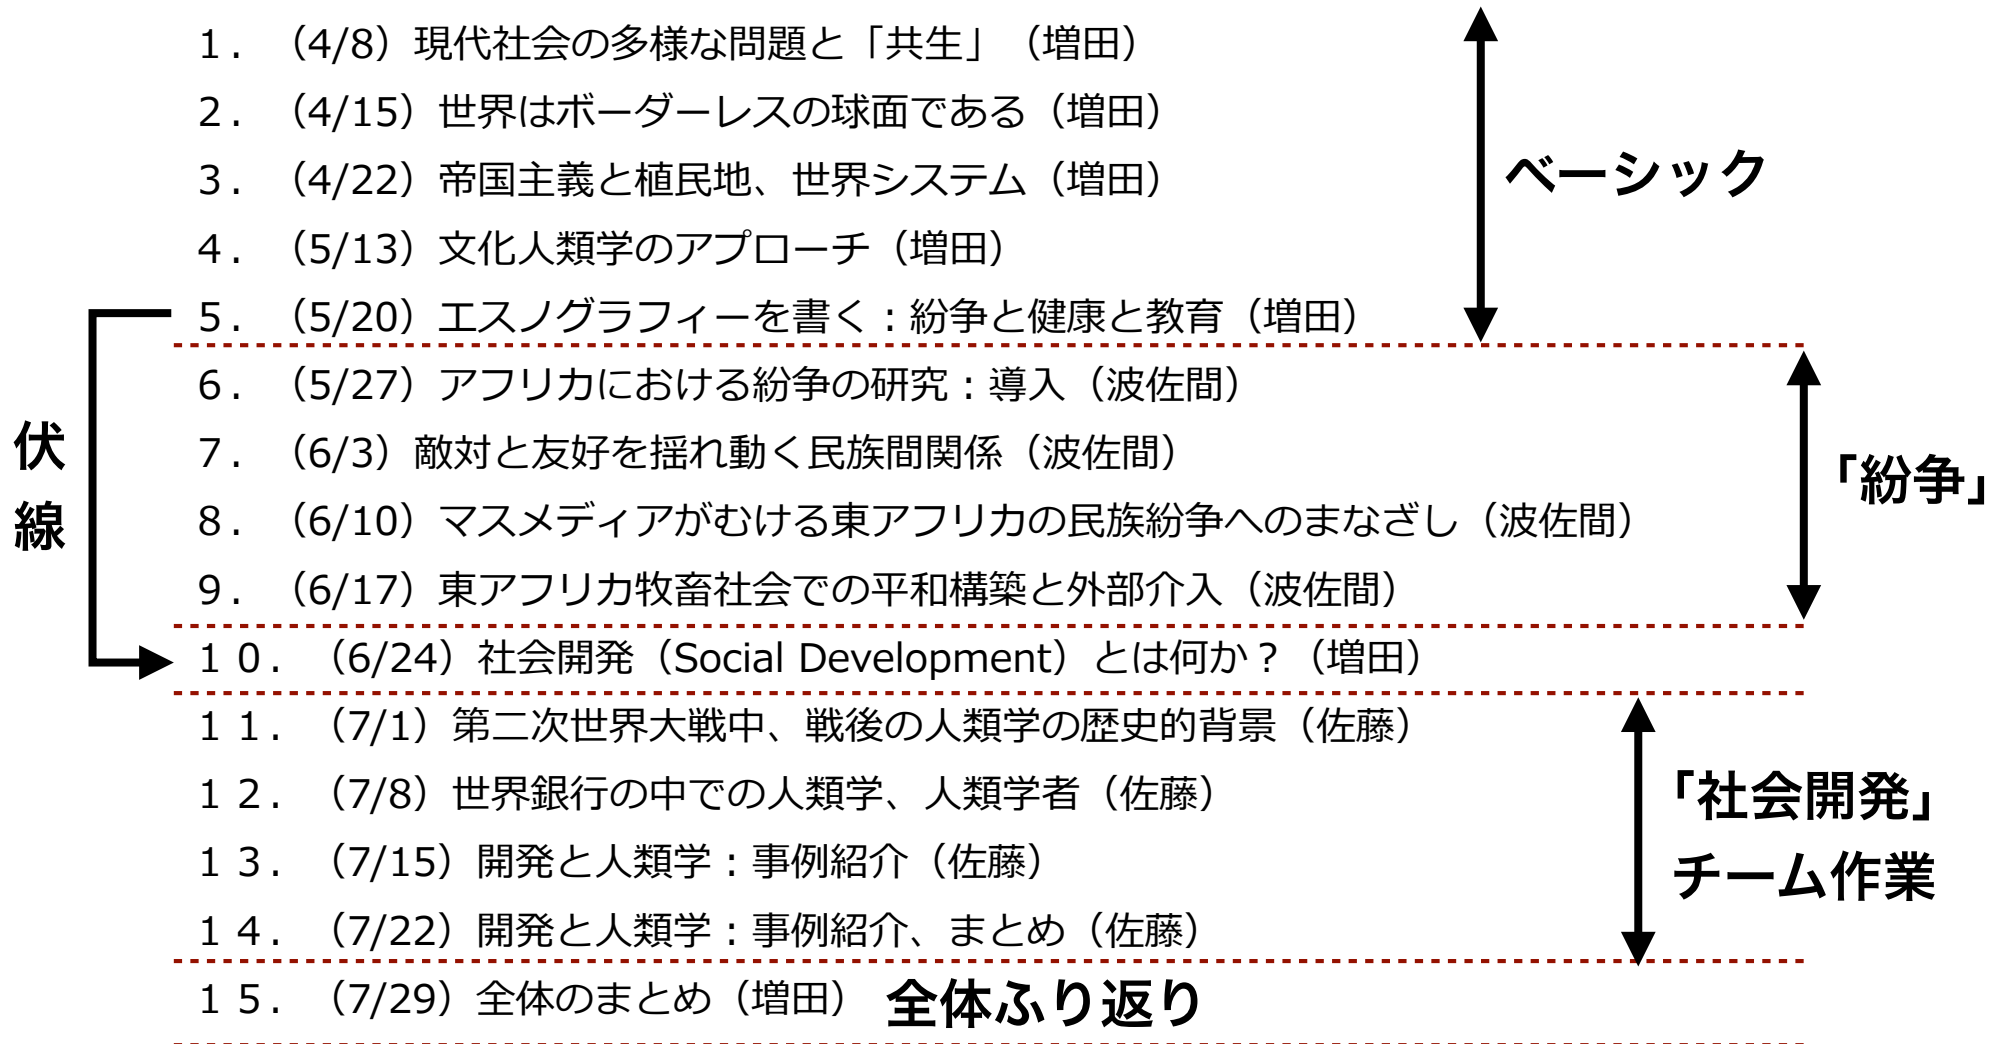 １．（4/8）現代社会の多様な問題と「共生」（増田）
２．（4/15）世界はボーダーレスの球面である（増田）
３．（4/22）帝国主義と植民地、世界システム（増田）
４．（5/13）文化人類学のアプローチ（増田）
５．（5/20）エスノグラフィーを書く：紛争と健康と教育（増田）
ベーシック
６．（5/27）アフリカにおける紛争の研究：導入（波佐間）
７．（6/3）敵対と友好を揺れ動く民族間関係（波佐間）
８．（6/10）マスメディアがむける東アフリカの民族紛争へのまなざし（波佐間）
９．（6/17）東アフリカ牧畜社会での平和構築と外部介入（波佐間）
「紛争」
伏線
１０．（6/24）社会開発（Social Development）とは何か？（増田）
１１．（7/1）第二次世界大戦中、戦後の人類学の歴史的背景（佐藤）
１２．（7/8）世界銀行の中での人類学、人類学者（佐藤）
１３．（7/15）開発と人類学：事例紹介（佐藤）
１４．（7/22）開発と人類学：事例紹介、まとめ（佐藤）
「社会開発」
チーム作業
１５．（7/29）全体のまとめ（増田） 全体ふり返り